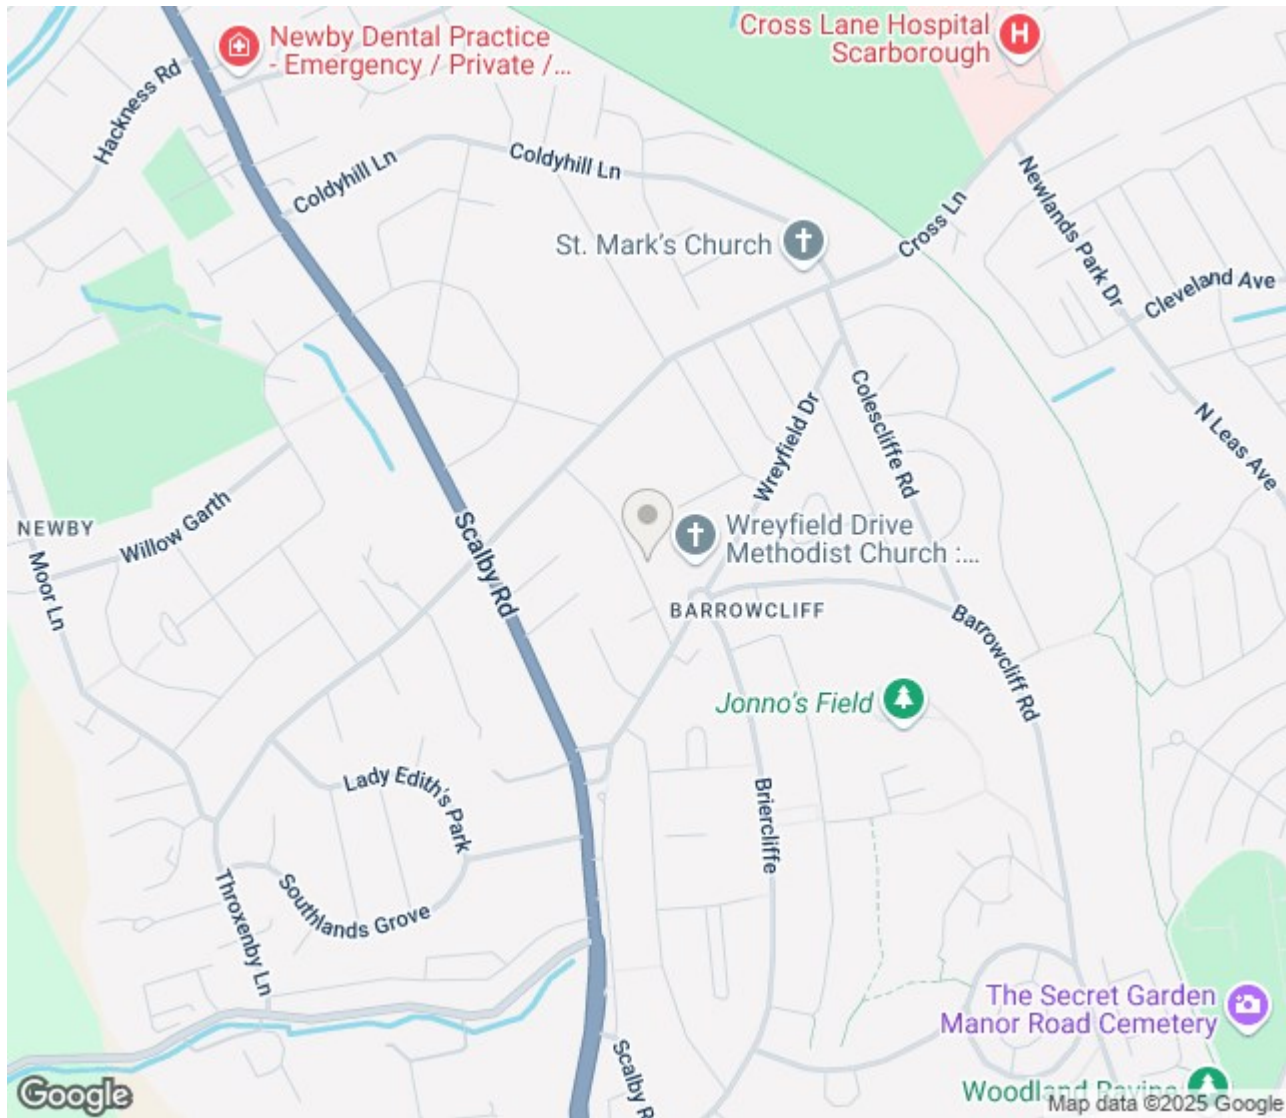 Newby Dental Practice
- Emergency / Private /...
Cross Lane Hospital
Scarborough
Hackness Rd
Coldyhill Ln
Coldyhill Ln
St. Mark's Church
Cross Ln
Newlands Park Dr
Cleveland Ave
Colescliffe Rd
Wreyfield Dr
N Leas Ave
NEWBY
Willow Garth
Moor Ln
Scalby Rd
Wreyfield Drive
Methodist Church :...
BARROWCLIFF
Barrowcliff Rd
Jonno's Field
Lady Edith's Park
Briercliffe
Southlands Grove
Throxenby Ln
The Secret Garden
Manor Road Cemetery
Scalby R
Woodland Ravine
Google
Map data ©2025 Google